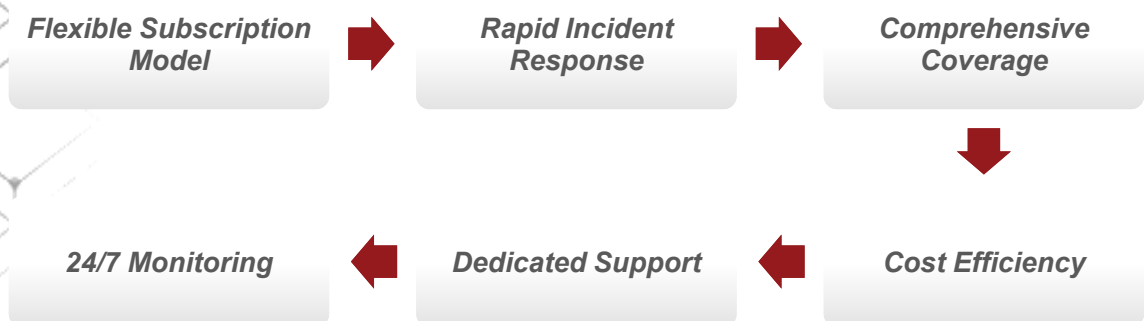 Flexible Subscription
Model
Rapid Incident
Response
Comprehensive
Coverage
Cost Efficiency
Dedicated Support
24/7 Monitoring